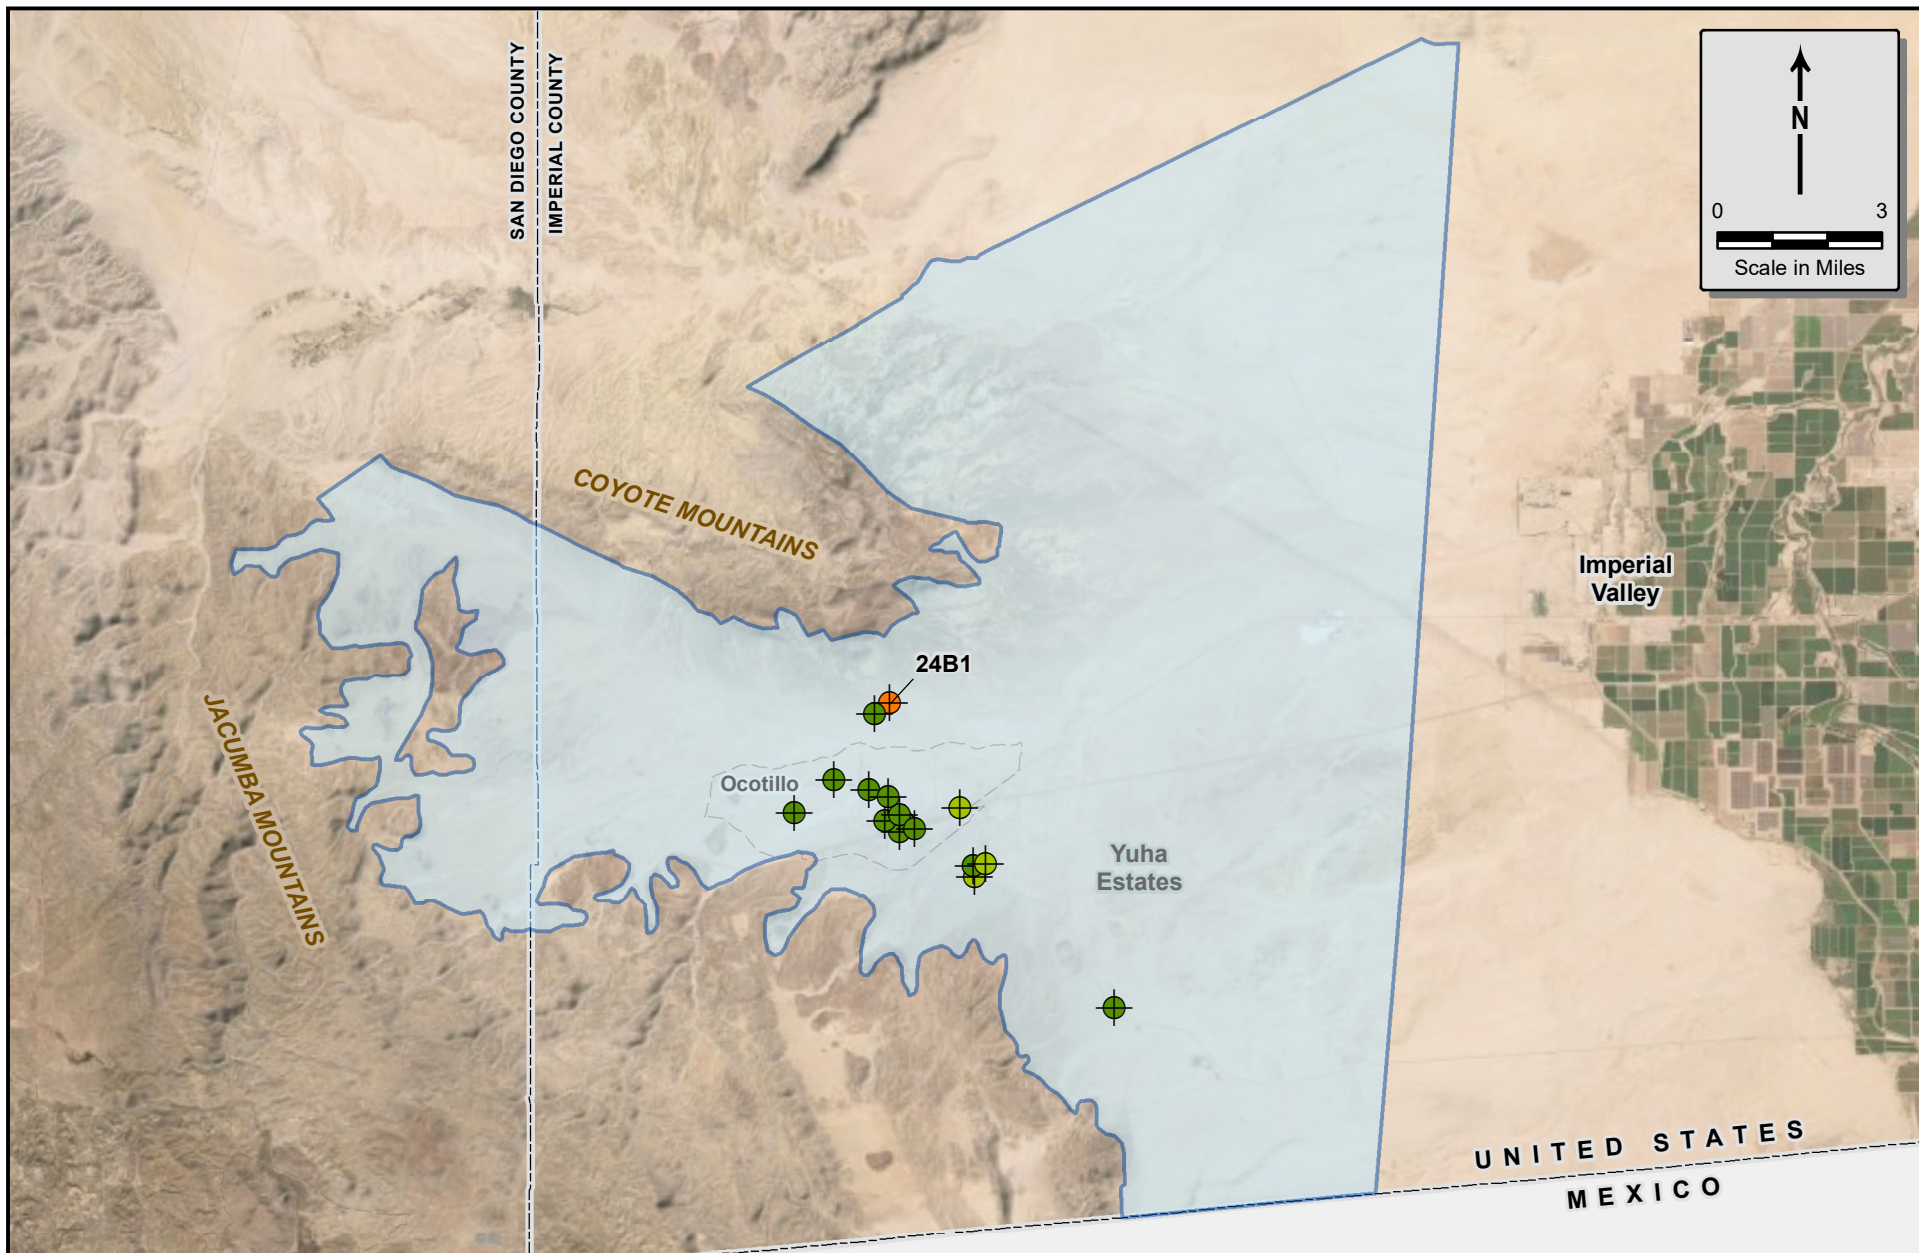 SAN DIEGO COUNTY
IMPERIAL COUNTY
N
0 3
Scale in Miles
COYOTE MOUNTAINS
Imperial
Valley
24B1
JACUMBA MOUNTAINS
Ocotillo
Yuha
Estates
UNITED STATES
MEXICO